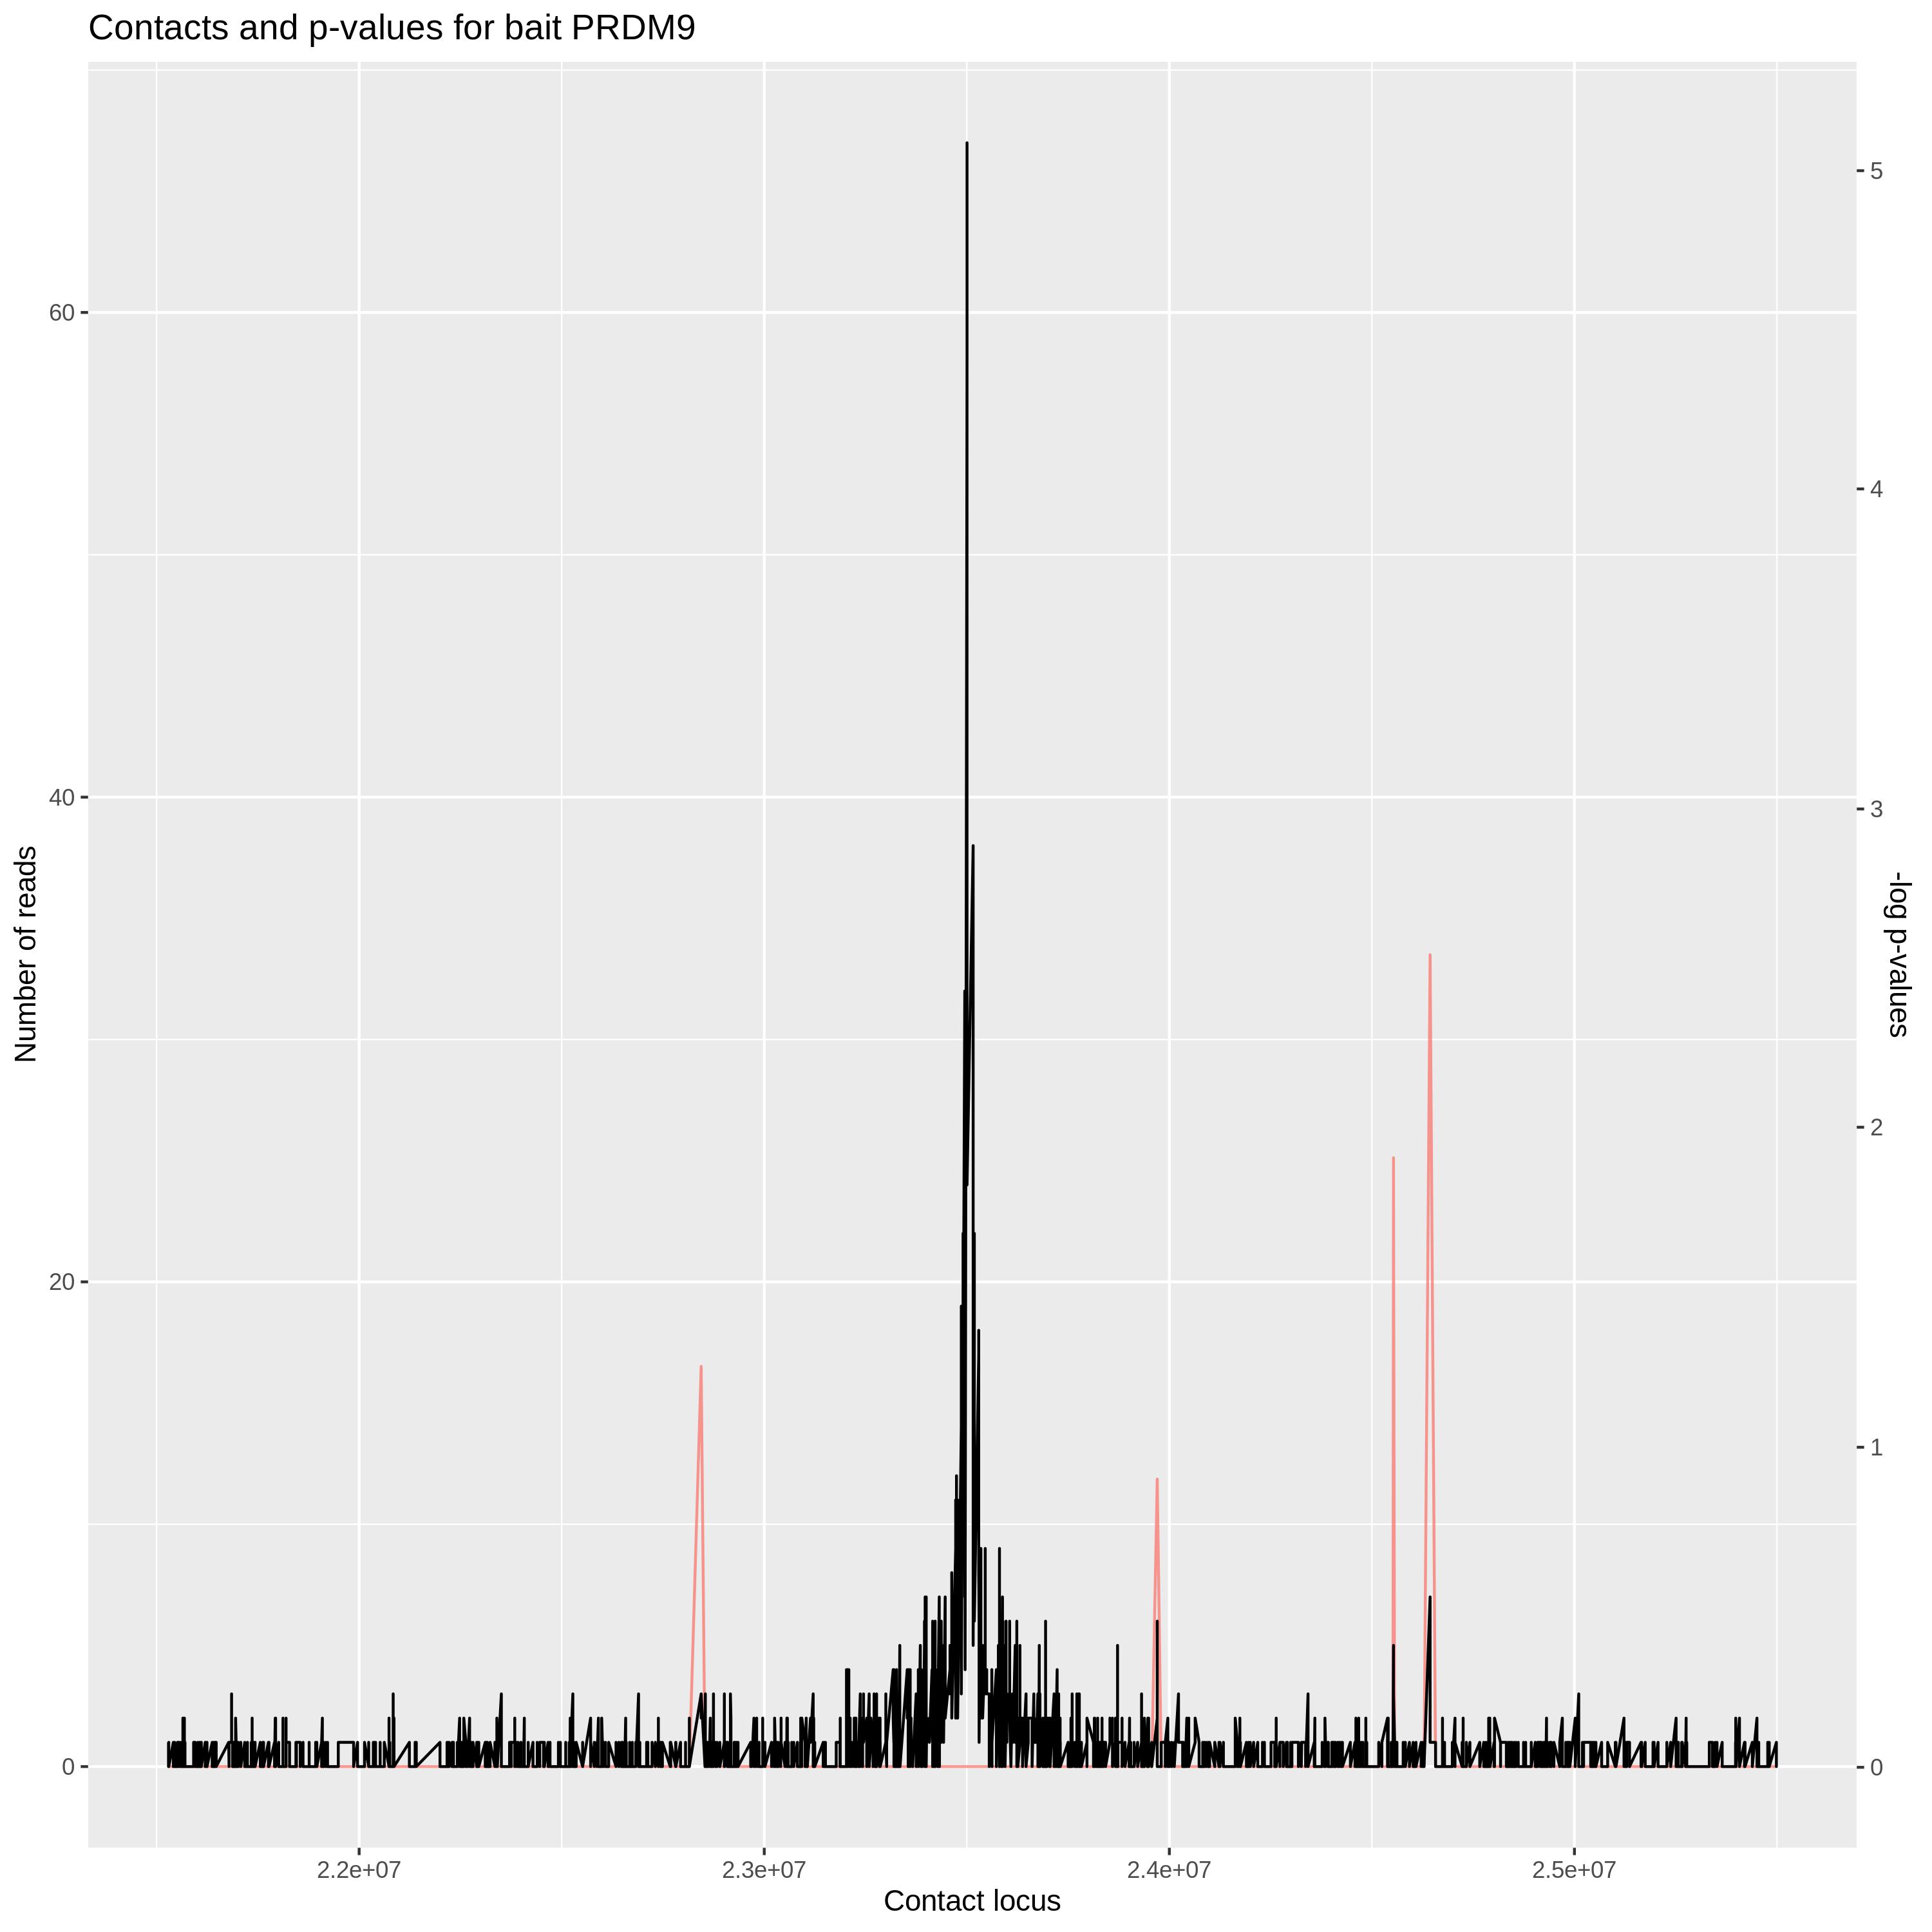 Contacts and p-values for bait PRDM9
60
40
20
0
Number of reads
5
4
3
2
1
0
-log p-values
2.2e+07 2.3e+07 2.4e+07 2.5e+07
Contact locus